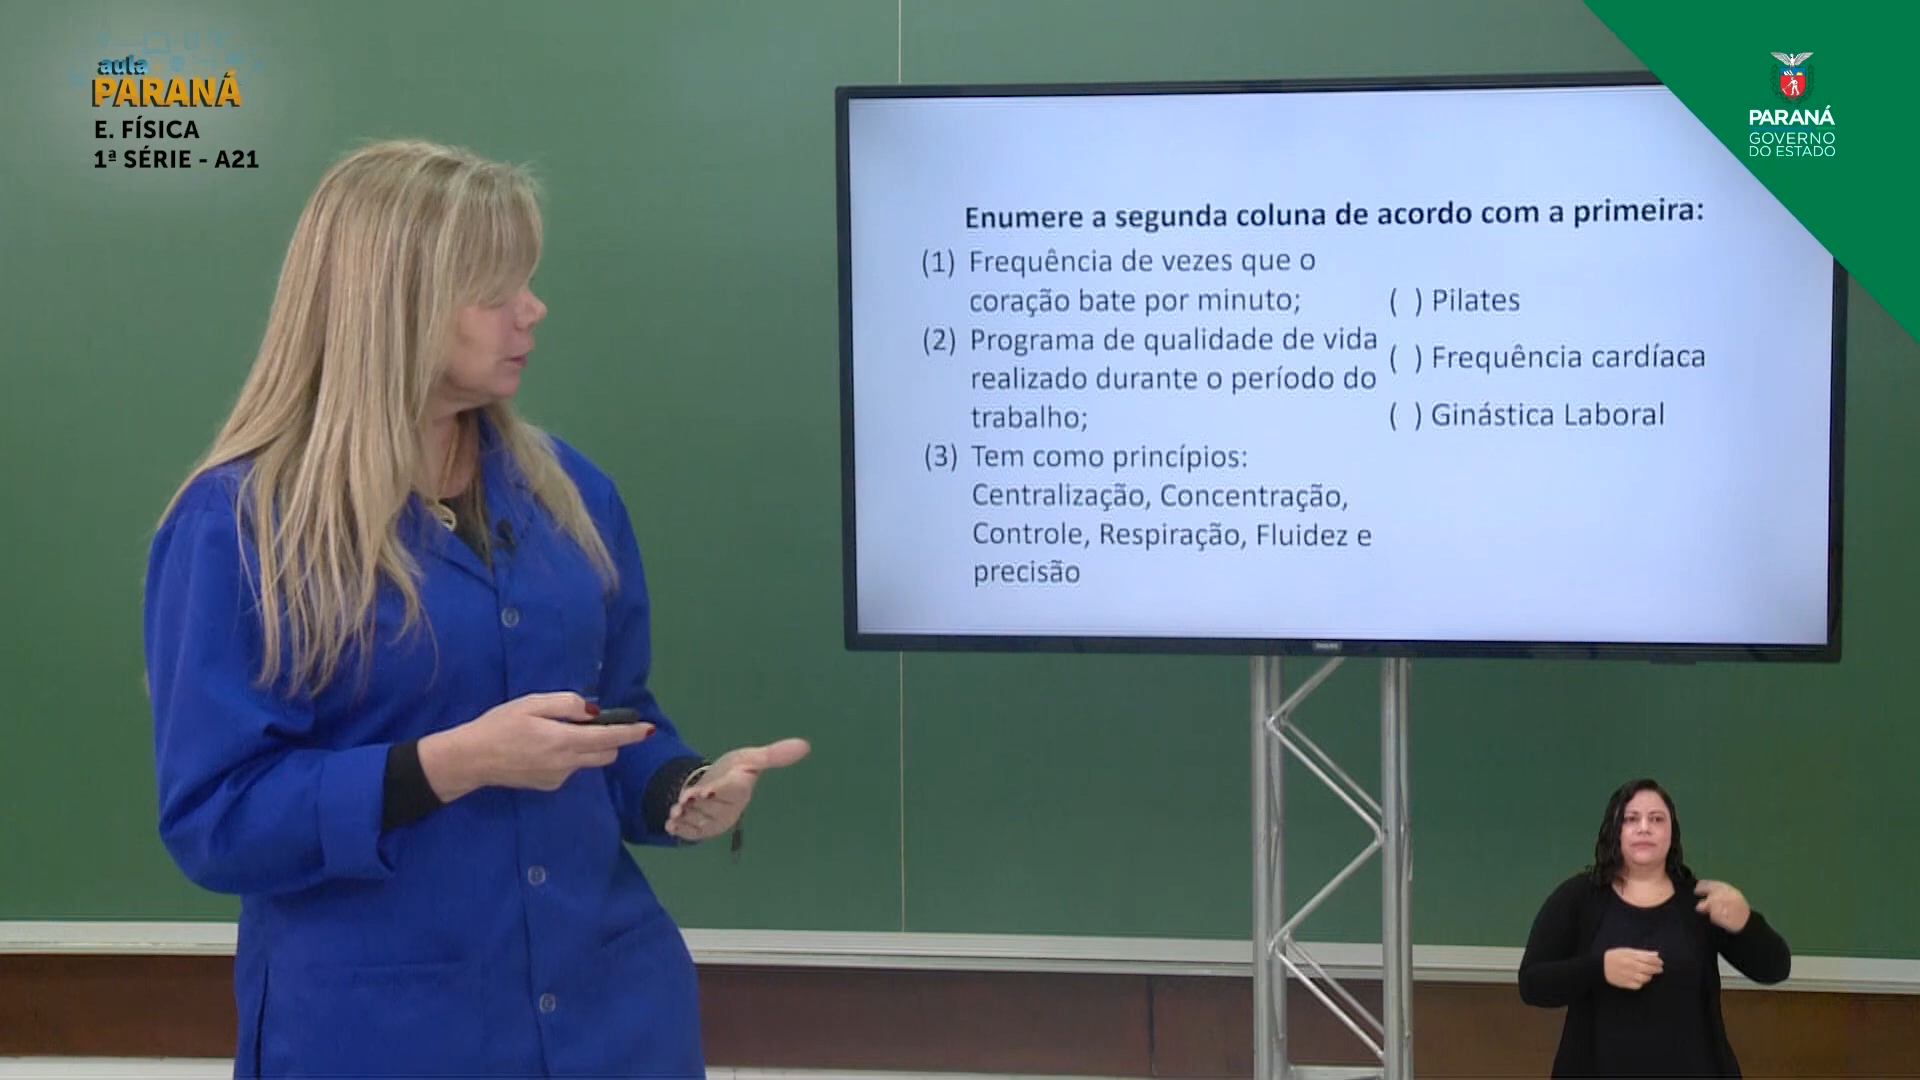 aula
PARANÁ
E. FÍSICA
1ª SÉRIE - A21
PARANÁ
GOVERNO
DO ESTADO
Enumere a segunda coluna de acordo com a primeira:
(1) Frequência de vezes que o
coração bate por minuto;
(2) Programa de qualidade de vida
realizado durante o período do
trabalho;
(3) Tem como princípios:
Centralização, Concentração,
Controle, Respiração, Fluidez e
precisão
( ) Pilates
( ) Frequência cardíaca
( ) Ginástica Laboral